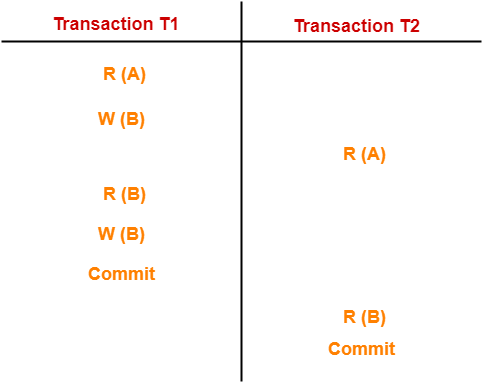 Transaction T1 Transaction T2
R (A)
W (B)
R (A)
R (B)
W (B)
Commit
R (B)
Commit